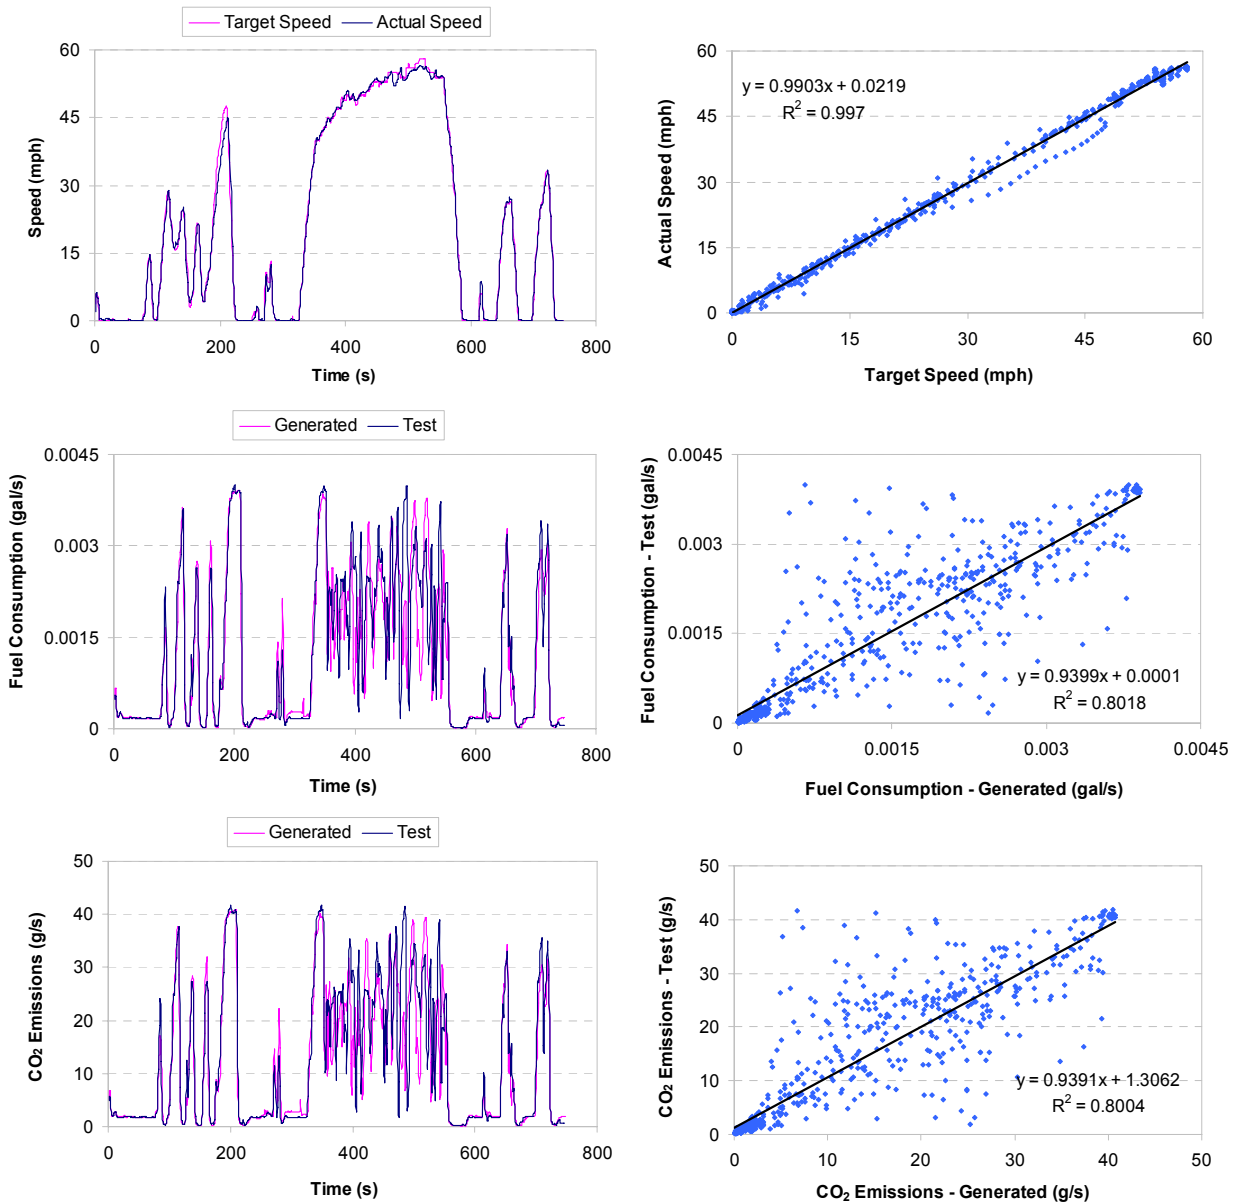 Target Speed Actual Speed
60
45
30
15
0
0 200 400 600 800
Speed (mph)
Time (s)
60
45
30
15
0
0 15 30 45 60
y = 0.9903x + 0.0219
R² = 0.997
Actual Speed (mph)
Target Speed (mph)
Generated Test
0.0045
0.003
0.0015
0
0 200 400 600 800
Fuel Consumption (gal/s)
Time (s)
0.0045
0.003
0.0015
0
0 0.0015 0.003 0.0045
y = 0.9399x + 0.0001
R² = 0.8018
Fuel Consumption - Test (gal/s)
Fuel Consumption - Generated (gal/s)
Generated Test
50
40
30
20
10
0
0 200 400 600 800
CO₂ Emissions (g/s)
Time (s)
50
40
30
20
10
0
0 10 20 30 40 50
y = 0.9391x + 1.3062
R² = 0.8004
CO₂ Emissions - Test (g/s)
CO₂ Emissions - Generated (g/s)